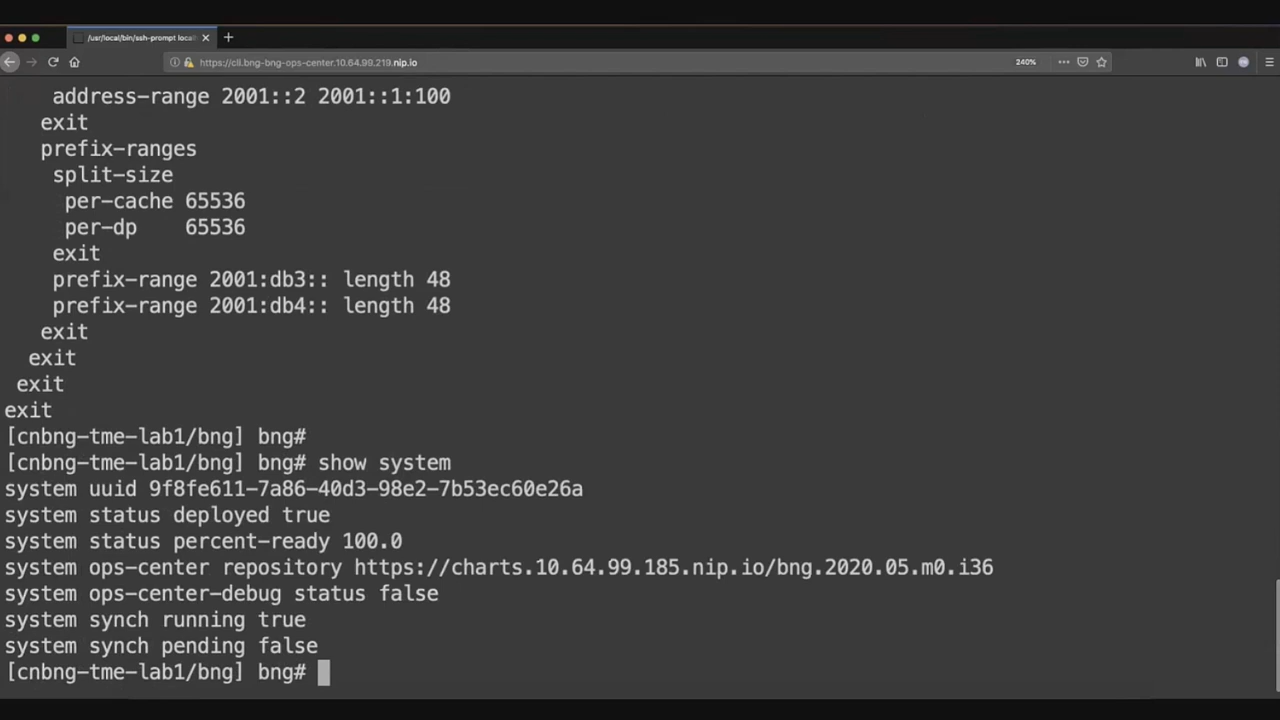 /usr/local/bin/ssh-prompt local
https://cli.bng-bng-ops-center.10.64.99.219.nip.io
240%
address-range 2001::2 2001::1:100
exit
prefix-ranges
split-size
per-cache 65536
per-dp 65536
exit
prefix-range 2001:db3:: length 48
prefix-range 2001:db4:: length 48
exit
exit
exit
exit
[cnbng-tme-lab1/bng] bng#
[cnbng-tme-lab1/bng] bng# show system
system uuid 9f8fe611-7a86-40d3-98e2-7b53ec60e26a
system status deployed true
system status percent-ready 100.0
system ops-center repository https://charts.10.64.99.185.nip.io/bng.2020.05.m0.i36
system ops-center-debug status false
system synch running true
system synch pending false
[cnbng-tme-lab1/bng] bng#